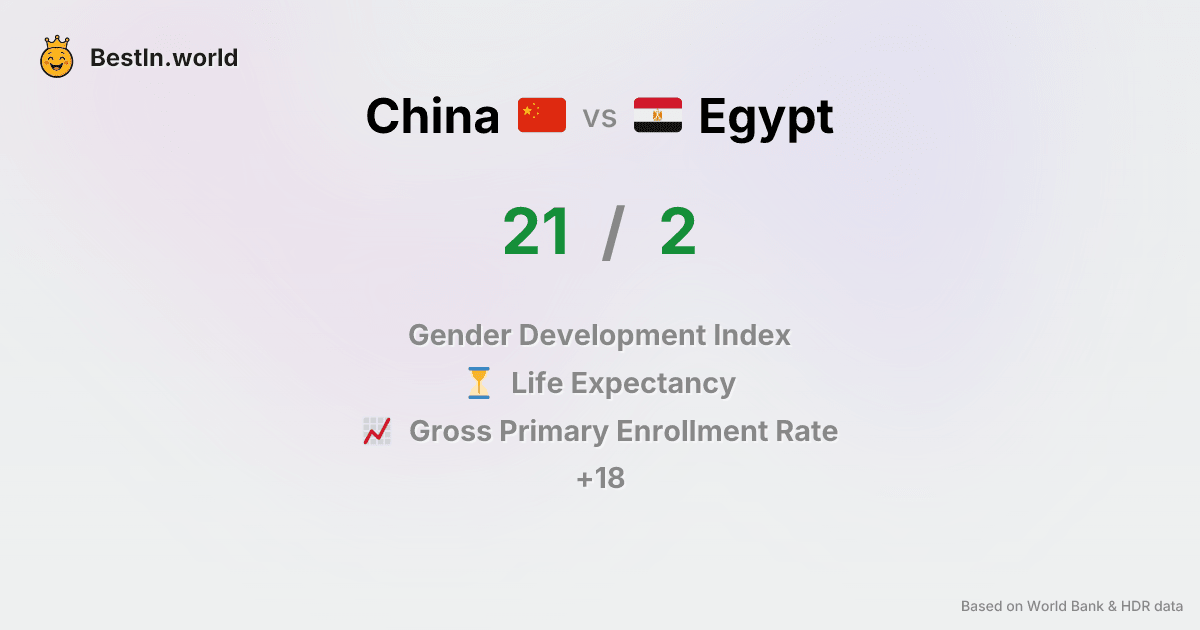 BestIn.world
China vs Egypt
21 / 2
Gender Development Index
Life Expectancy
Gross Primary Enrollment Rate
+18
Based on World Bank & HDR data